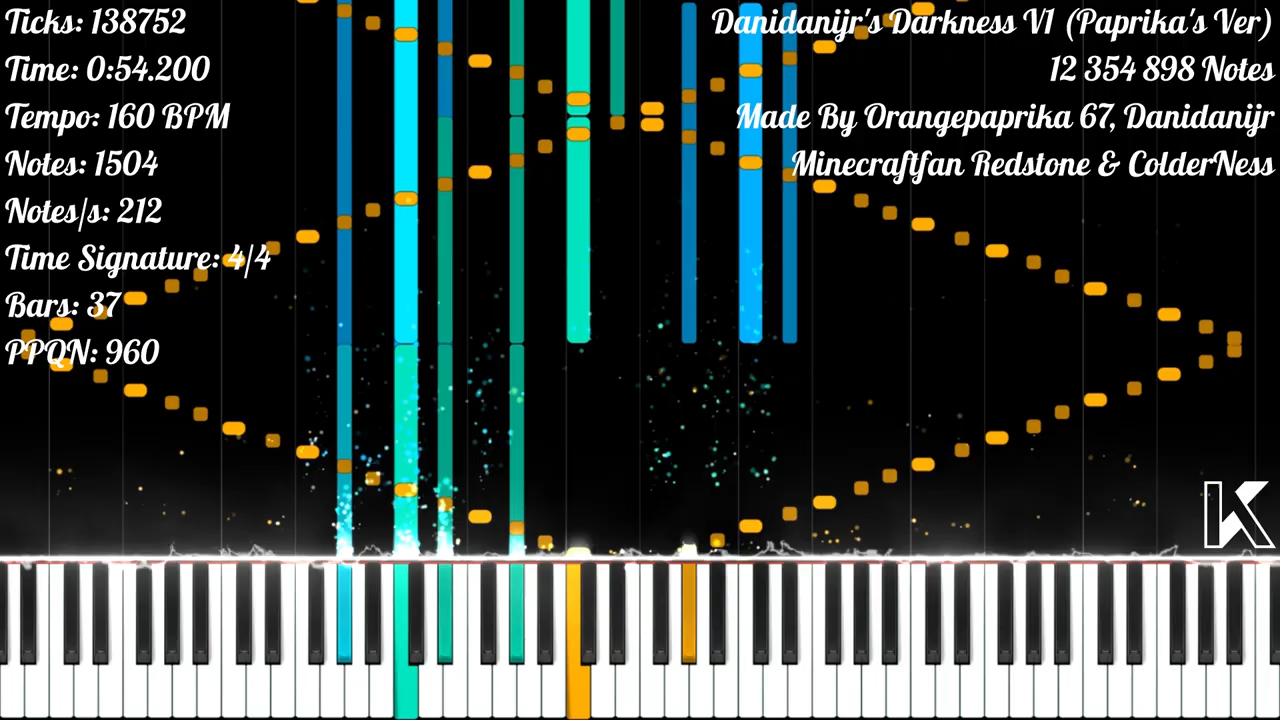 Ticks: 138752
Time: 0:54.200
Tempo: 160 BPM
Notes: 1504
Notes/s: 212
Time Signature: 4/4
Bars: 37
PPQN: 960
Danidanijr's Darkness V1 (Paprika's Ver)
12 354 898 Notes
Made By Orangepaprika 67, Danidanijr
Minecraftfan Redstone & ColderNess
K